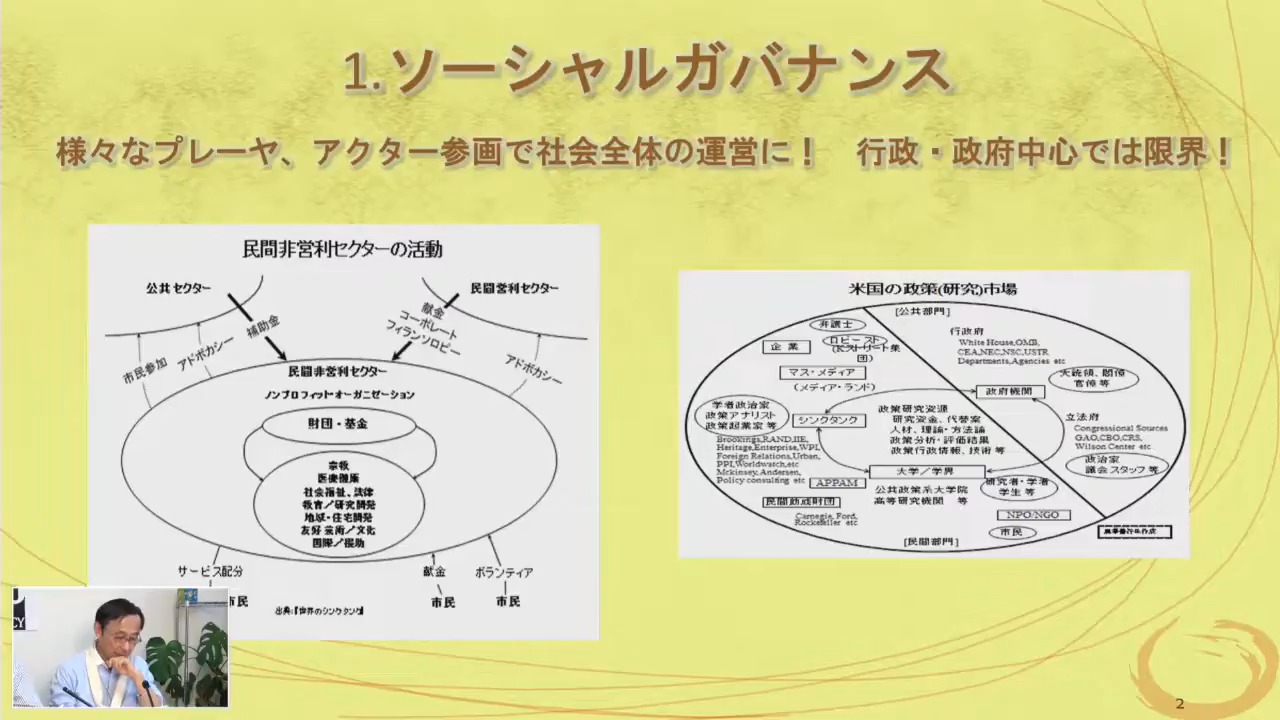 1.ソーシャルガバナンス
様々なプレーヤ、アクター参画で社会全体の運営に！　行政・政府中心では限界！
民間非営利セクターの活動
公共セクター
民間営利セクター
補助金
献金
コーポレート
フィランソロピー
市民参加
アドボカシー
アドボカシー
民間非営利セクター
ノンプロフィットオーガニゼーション
財団・基金
宗教
医療健康
社会福祉、法律
教育／研究開発
地域・住宅開発
友好 芸術／文化
国際／援助
サービス配分
献金
ボランティア
市民
市民
市民
出典:『世界のシンクタンク』
米国の政策(研究)市場
[公共部門]
弁護士
ロビースト
(Kストリート集
団)
企業
マス・メディア
(メディア・ランド)
行政府
White House,OMB,
CEA,NEC,NSC,USTR
Departments,Agencies etc
大統領、閣僚
官僚 等
政府機関
学者政治家
政策アナリスト
政策起業家 等
シンクタンク
政策研究資源
研究資金、代替案
人材、理論・方法論
政策分析・評価結果
政策行政情報、技術 等
立法府
Congressional Sources
GAO,CBO,CRS,
Wilson Center etc
政治家
議会スタッフ 等
Brookings,RAND,IIE,
Heritage,Enterprise,WPI,
Foreign Relations,Urban,
PPI,Worldwatch,etc
Mckinsey,Andersen,
Policy consulting etc
大学／学界
APPAM
公共政策系大学院
高等研究機関　等
研究者・学者
学生 等
民間助成財団
Carnegie, Ford,
Rockefeller etc
NPO/NGO
市民
[民間部門]
CY
2